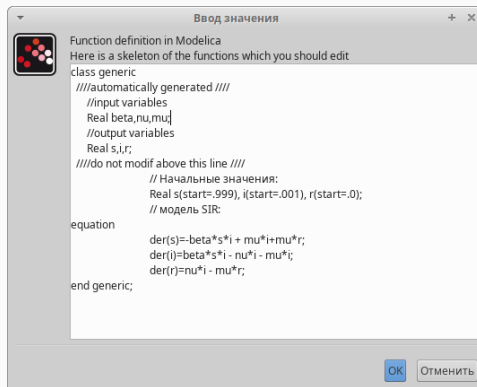 Ввод значения
Function definition in Modelica
Here is a skeleton of the functions which you should edit
class generic
////automatically generated ////
//input variables
Real beta,nu,mu;
//output variables
Real s,i,r;
////do not modif above this line ////
// Начальные значения:
Real s(start=.999), i(start=.001), r(start=.0);
// модель SIR:
equation
der(s)=-beta*s*i + mu*i+mu*r;
der(i)=beta*s*i - nu*i - mu*i;
der(r)=nu*i - mu*r;
end generic;
OK Отменить